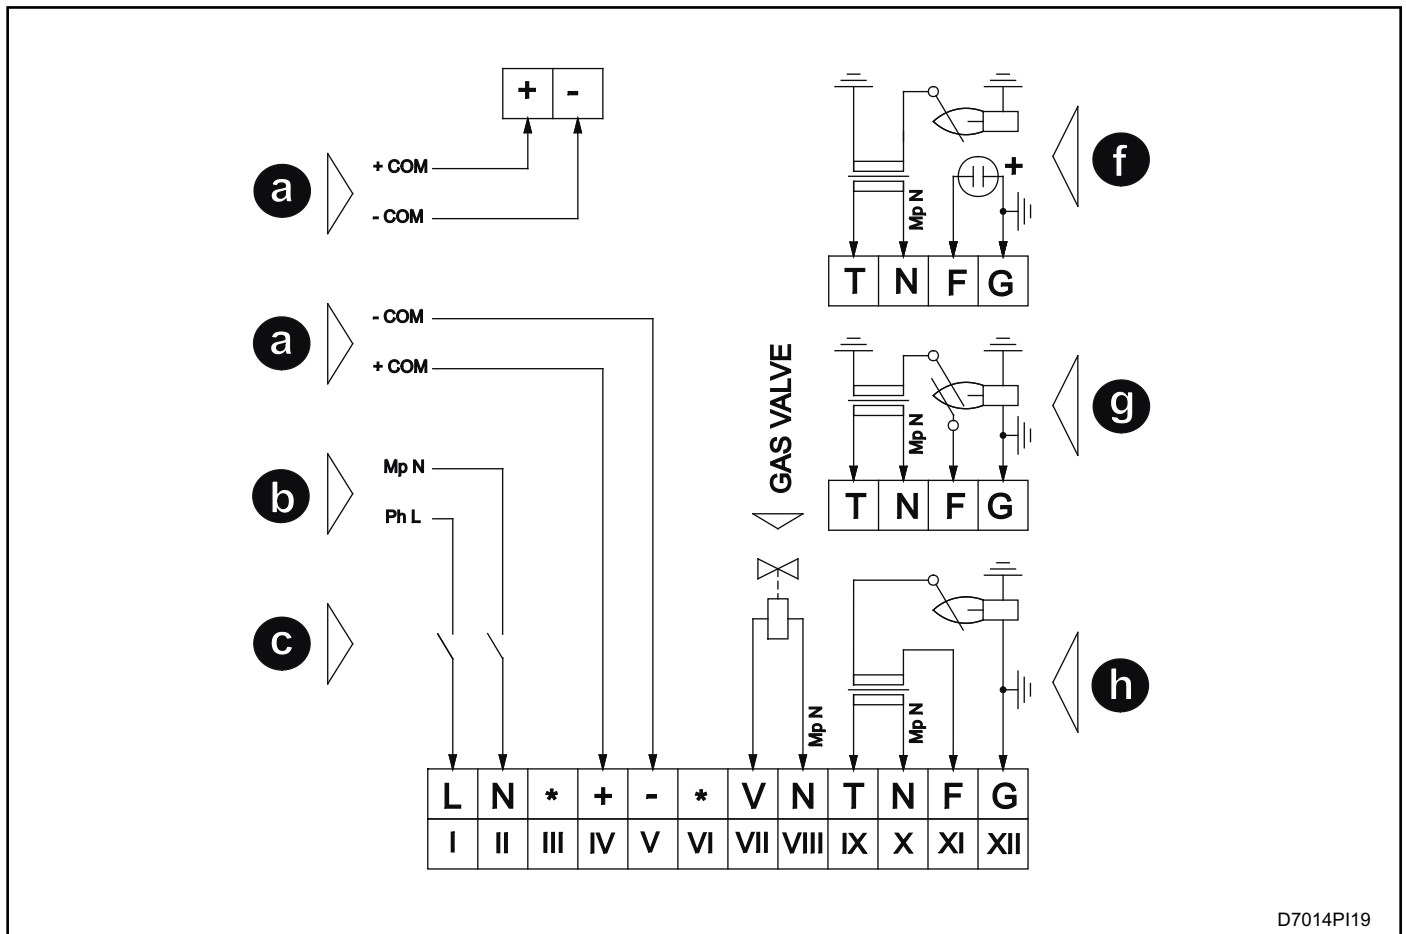 + -
a
+ COM
- COM
a
- COM
+ COM
b
Mp N
Ph L
c
GAS VALVE
Mp N
+
Mp N
T N F G
f
Mp N
T N F G
g
Mp N
h
L N * + - * V N T N F G
I II III IV V VI VII VIII IX X XI XII
D7014PI19